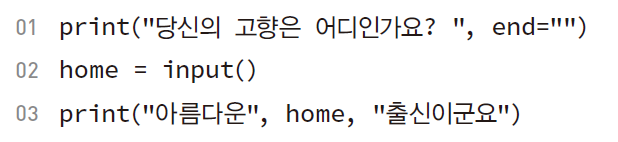 01 print("당신의 고향은 어디인가요? ", end="")
02 home = input()
03 print("아름다운", home, "출신이군요")